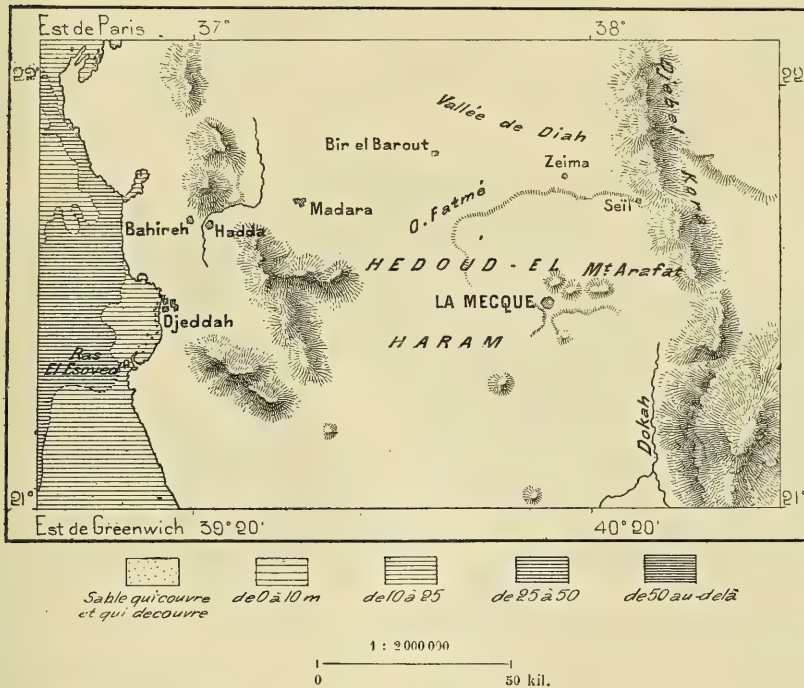 Est de Paris 37° 38°
22° 22°
Djebel Kora
Vallée de Diah
Bir el Barout
Zeima
O. Fatmé
Seïl
Madara
Bahireh Hadda
HEDOUD-EL
Mt Arafat
LA MECQUE
Djeddah
HARAM
Ras
El Esoved
Dokah
21° 21°
Est de Greenwich 39°20' 40°20'
Sable qui couvre
et qui decouvre
de 0 à 10 m
de 10 à 25
de 25 à 50
de 50 au-delà
1 : 2 000 000
0 50 kil.